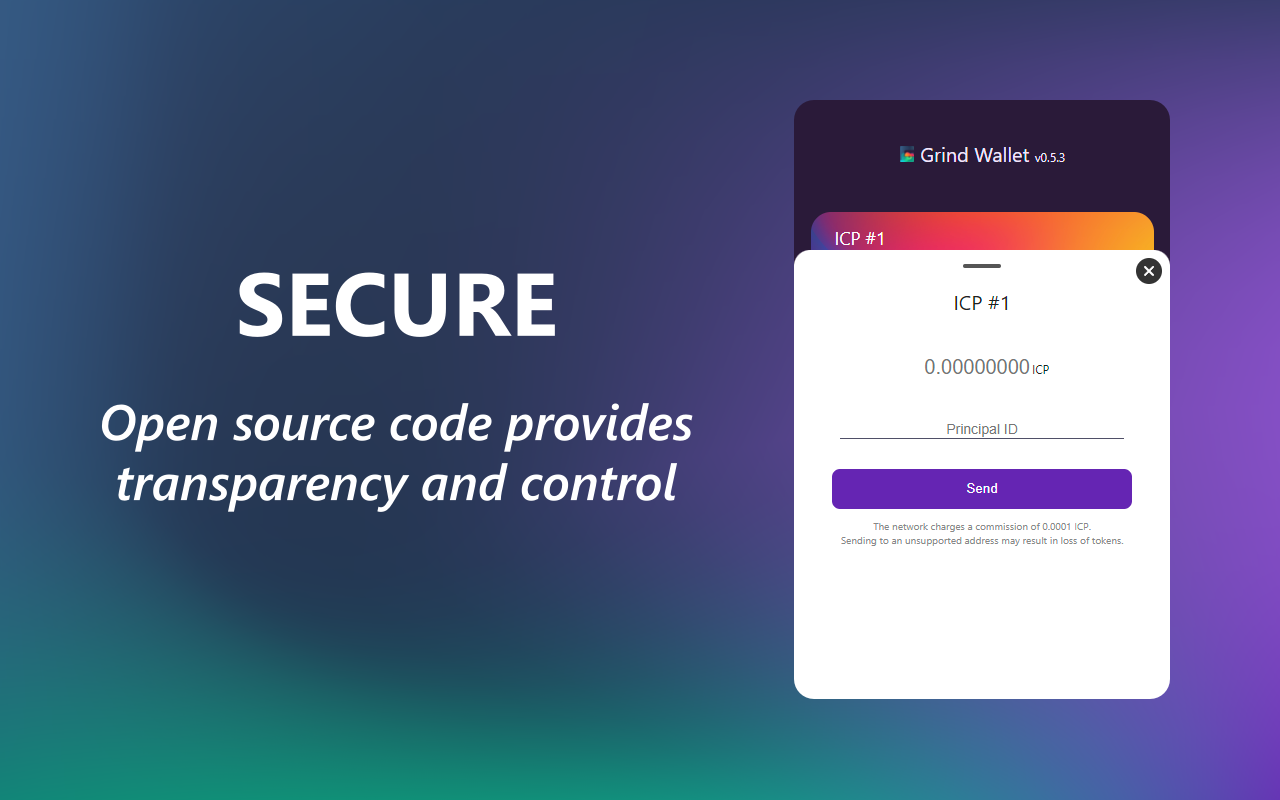 SECURE
Open source code provides
transparency and control
Grind Wallet v0.5.3
ICP #1
ICP #1
0.00000000 ICP
Principal ID
Send
The network charges a commission of 0.0001 ICP.
Sending to an unsupported address may result in loss of tokens.